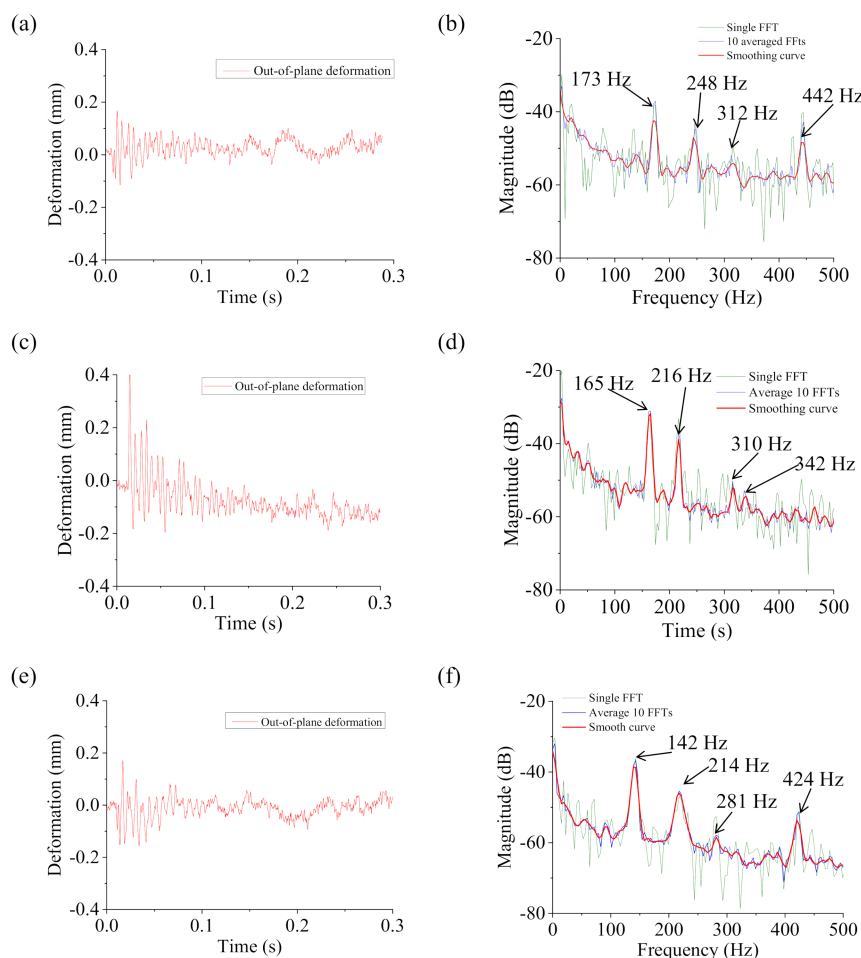 (a)
0.4
0.2
0.0
-0.2
-0.4
0.0
0.1
0.2
0.3
Deformation (mm)
Time (s)
Out-of-plane deformation
(b)
-20
-40
-60
-80
0
100
200
300
400
500
Magnitude (dB)
Frequency (Hz)
Single FFT
10 averaged FFts
Smoothing curve
173 Hz
248 Hz
312 Hz
442 Hz
(c)
0.4
0.2
0.0
-0.2
-0.4
0.0
0.1
0.2
0.3
Deformation (mm)
Time (s)
Out-of-plane deformation
(d)
-20
-40
-60
-80
0
100
200
300
400
500
Magnitude (dB)
Time (s)
Single FFT
Average 10 FFTs
Smoothing curve
165 Hz
216 Hz
310 Hz
342 Hz
(e)
0.4
0.2
0.0
-0.2
-0.4
0.0
0.1
0.2
0.3
Deformation (mm)
Time (s)
Out-of-plane deformation
(f)
-20
-40
-60
-80
0
100
200
300
400
500
Magnitude (dB)
Frequency (Hz)
Single FFT
Average 10 FFTs
Smooth curve
142 Hz
214 Hz
281 Hz
424 Hz